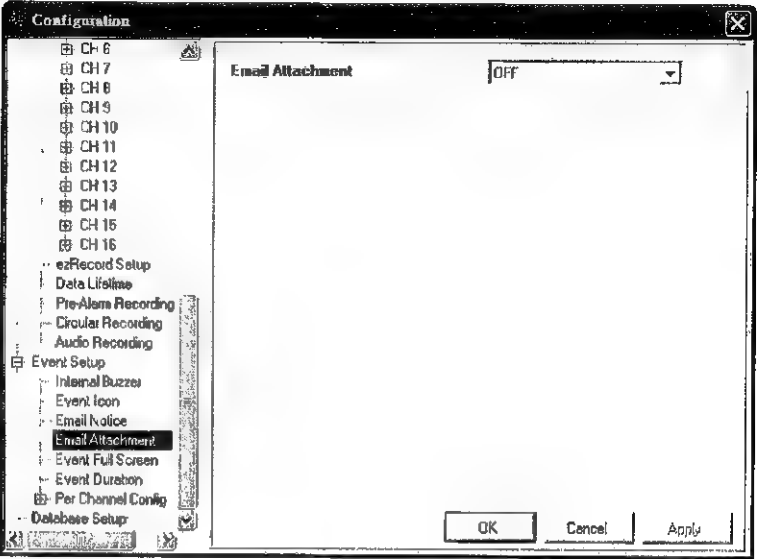 Configuration
CH 6
CH 7
CH 8
CH 9
CH 10
CH 11
CH 12
CH 13
CH 14
CH 15
CH 16
ezRecord Setup
Data Lifetime
Pre-Alarm Recording
Circular Recording
Audio Recording
Event Setup
Internal Buzzer
Event Icon
Email Notice
Email Attachment
Event Full Screen
Event Duration
Per Channel Config
Database Setup
Email Attachment
OFF
OK
Cancel
Apply